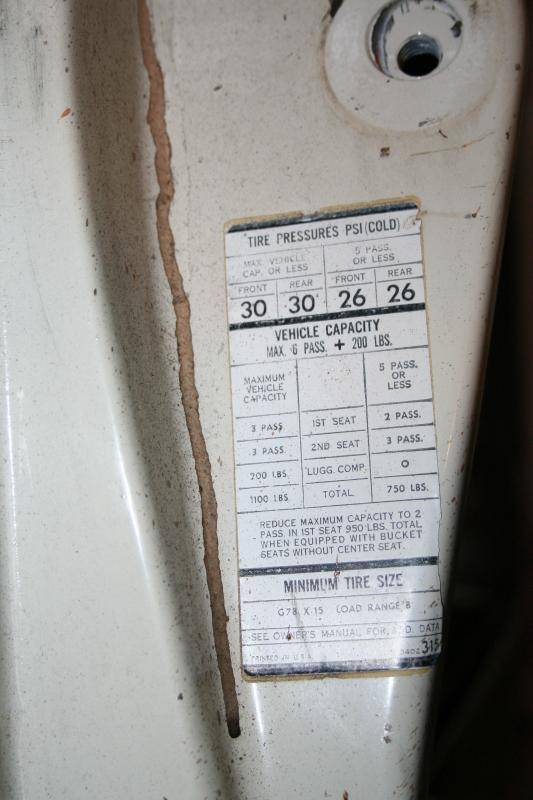 TIRE PRESSURES PSI (COLD)
MAX. VEHICLE CAP. OR LESS 5 PASS. OR LESS
FRONT REAR FRONT REAR
30 30 26 26
VEHICLE CAPACITY
MAX. 6 PASS. + 200 LBS.
MAXIMUM VEHICLE CAPACITY 5 PASS. OR LESS
3 PASS. 1ST SEAT 2 PASS.
3 PASS. 2ND SEAT 3 PASS.
200 LBS. LUGG. COMP. 0
1100 LBS. TOTAL 750 LBS.
REDUCE MAXIMUM CAPACITY TO 2
PASS. IN 1ST SEAT 950 LBS. TOTAL
WHEN EQUIPPED WITH BUCKET
SEATS WITHOUT CENTER SEAT.
MINIMUM TIRE SIZE
G78 X 15 LOAD RANGE B
SEE OWNER'S MANUAL FOR ADD. DATA
PRINTED IN U.S.A.